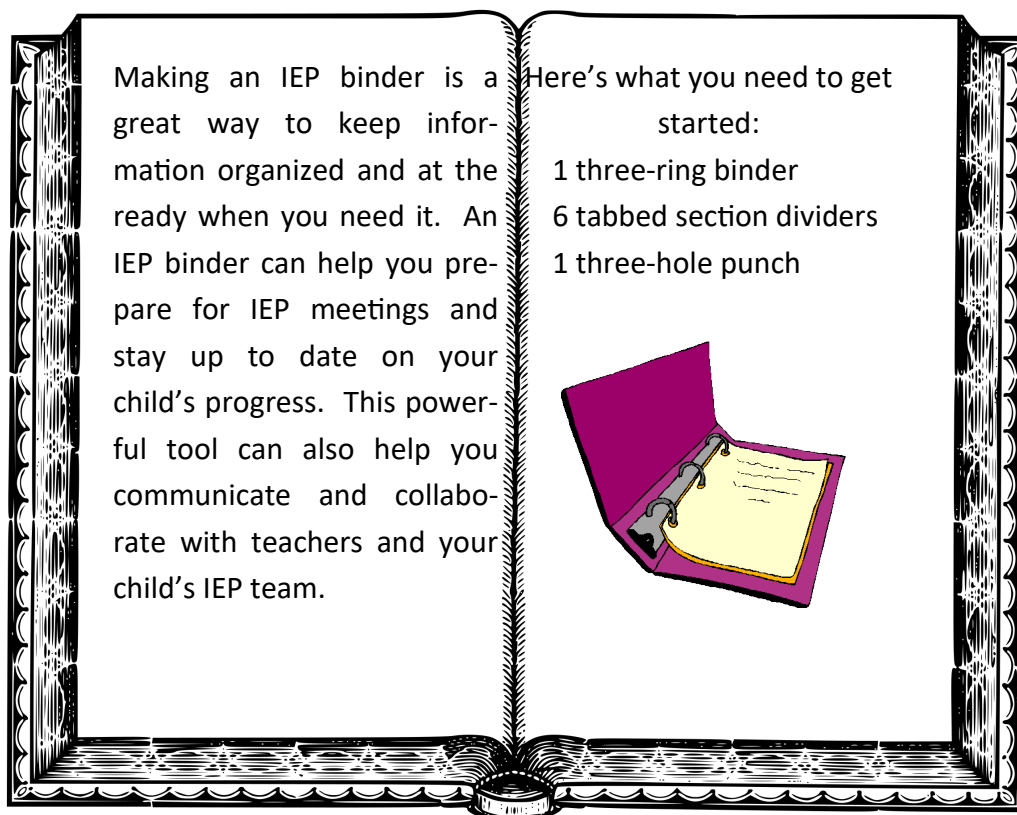 Making an IEP binder is a
great way to keep infor-
mation organized and at the
ready when you need it.  An
IEP binder can help you pre-
pare for IEP meetings and
stay up to date on your
child’s progress.  This power-
ful tool can also help you
communicate and collabo-
rate with teachers and your
child’s IEP team.
Here’s what you need to get
started:
1 three-ring binder
6 tabbed section dividers
1 three-hole punch